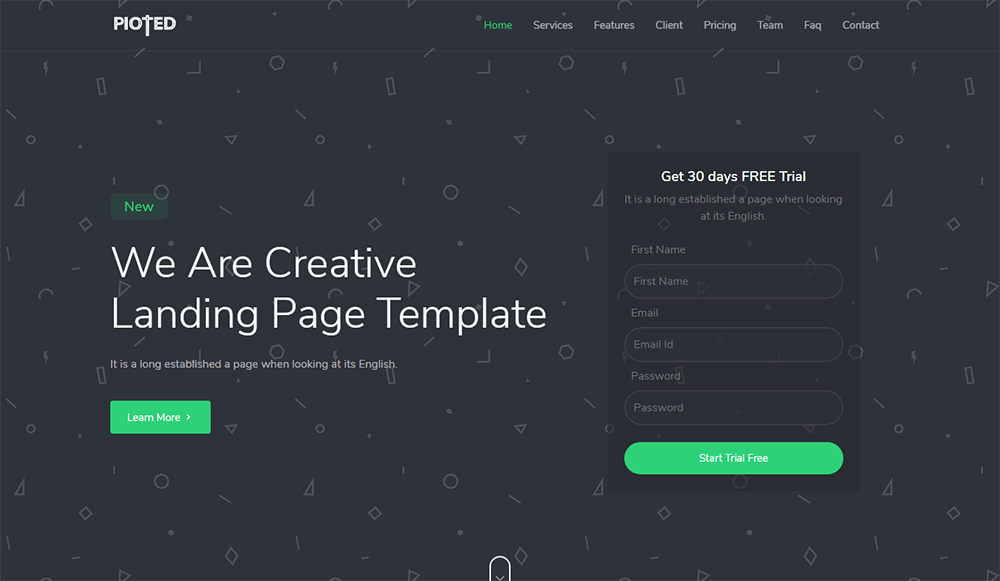 PIOTED
Home Services Features Client Pricing Team Faq Contact
New
We Are Creative
Landing Page Template
It is a long established a page when looking at its English.
Learn More
Get 30 days FREE Trial
It is a long established a page when looking
at its English.
First Name
First Name
Email
Email Id
Password
Password
Start Trial Free